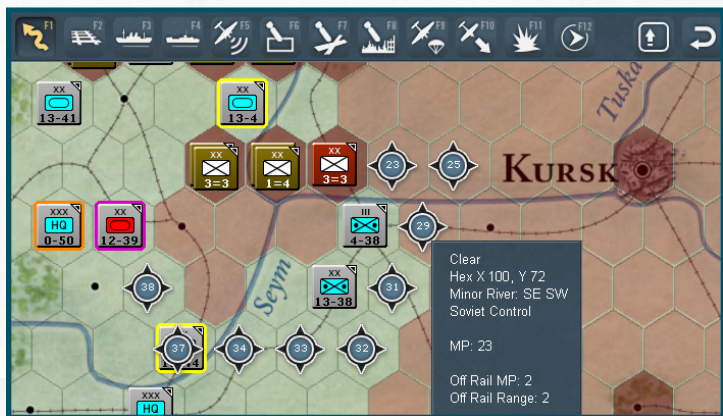 F1 F2 F3 F4 F5 F6 F7 F8 F9 F10 F11 F12
XX
13-41
XX
13-4
Tuska
XX
3=3
XX
1=4
XX
3=3
23
25
KURSK
XXX
HQ
0-50
XX
12-39
III
4-38
29
38
Seym
XX
13-38
31
37
34
33
32
XXX
HQ
Clear
Hex X 100, Y 72
Minor River: SE SW
Soviet Control
MP: 23
Off Rail MP: 2
Off Rail Range: 2